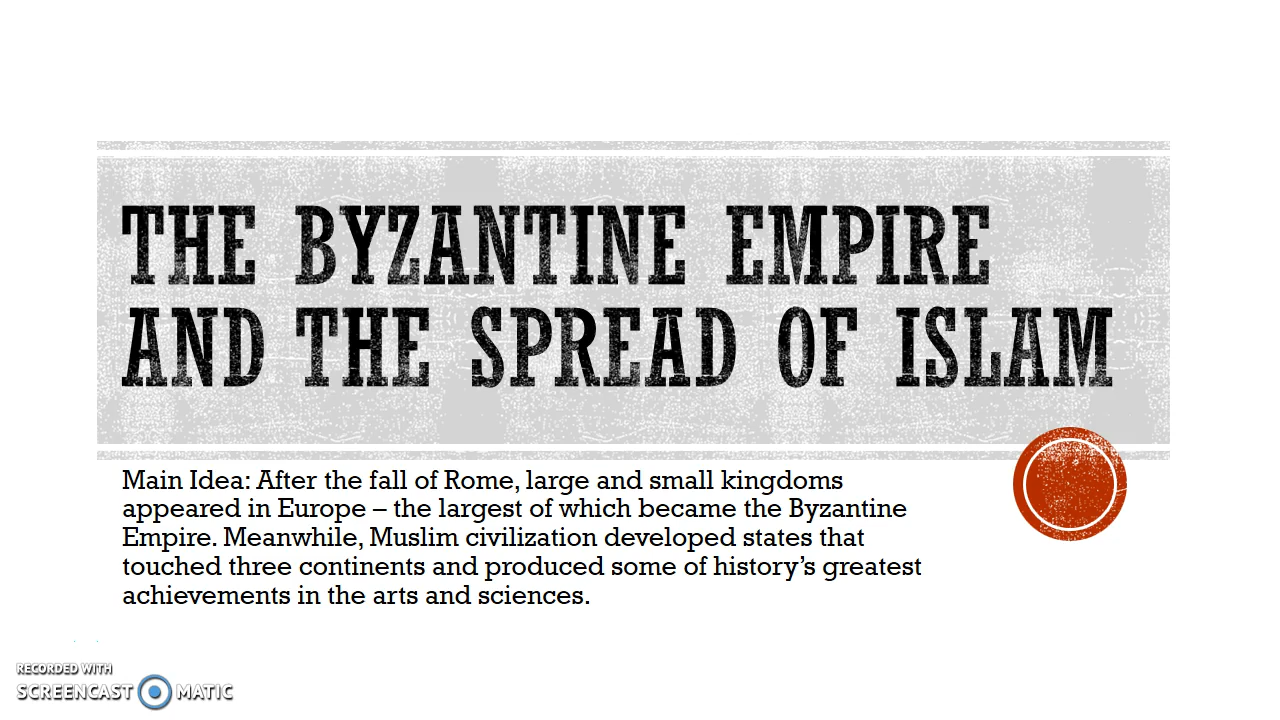 THE BYZANTINE EMPIRE
AND THE SPREAD OF ISLAM
Main Idea: After the fall of Rome, large and small kingdoms
appeared in Europe – the largest of which became the Byzantine
Empire. Meanwhile, Muslim civilization developed states that
touched three continents and produced some of history’s greatest
achievements in the arts and sciences.
RECORDED WITH
SCREENCAST MATIC